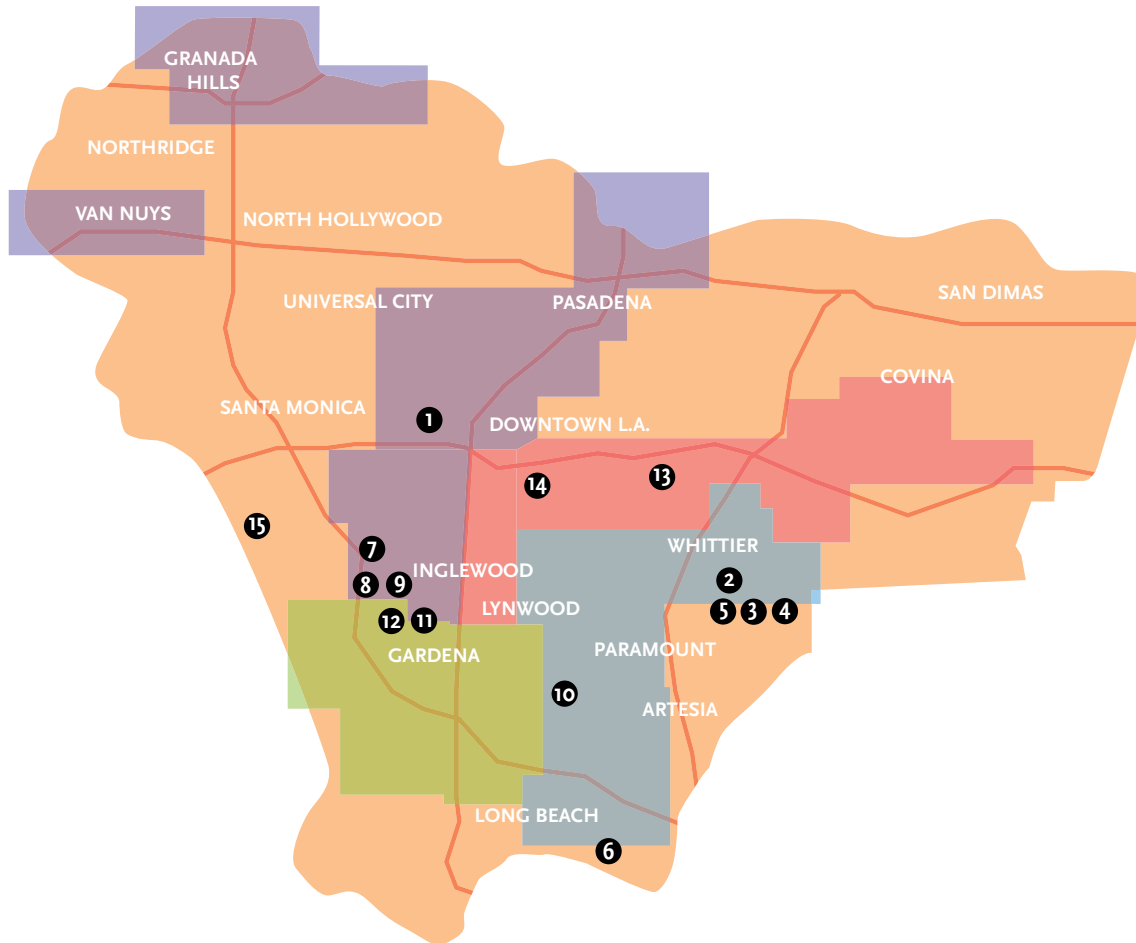 GRANADA
HILLS
NORTHRIDGE
VAN NUYS
NORTH HOLLYWOOD
SAN DIMAS
UNIVERSAL CITY
PASADENA
COVINA
SANTA MONICA
1
DOWNTOWN L.A.
13
14
15
7
WHITTIER
8
9
INGLEWOOD
2
LYNWOOD
5
3
4
12
11
GARDENA
PARAMOUNT
10
ARTESIA
LONG BEACH
6